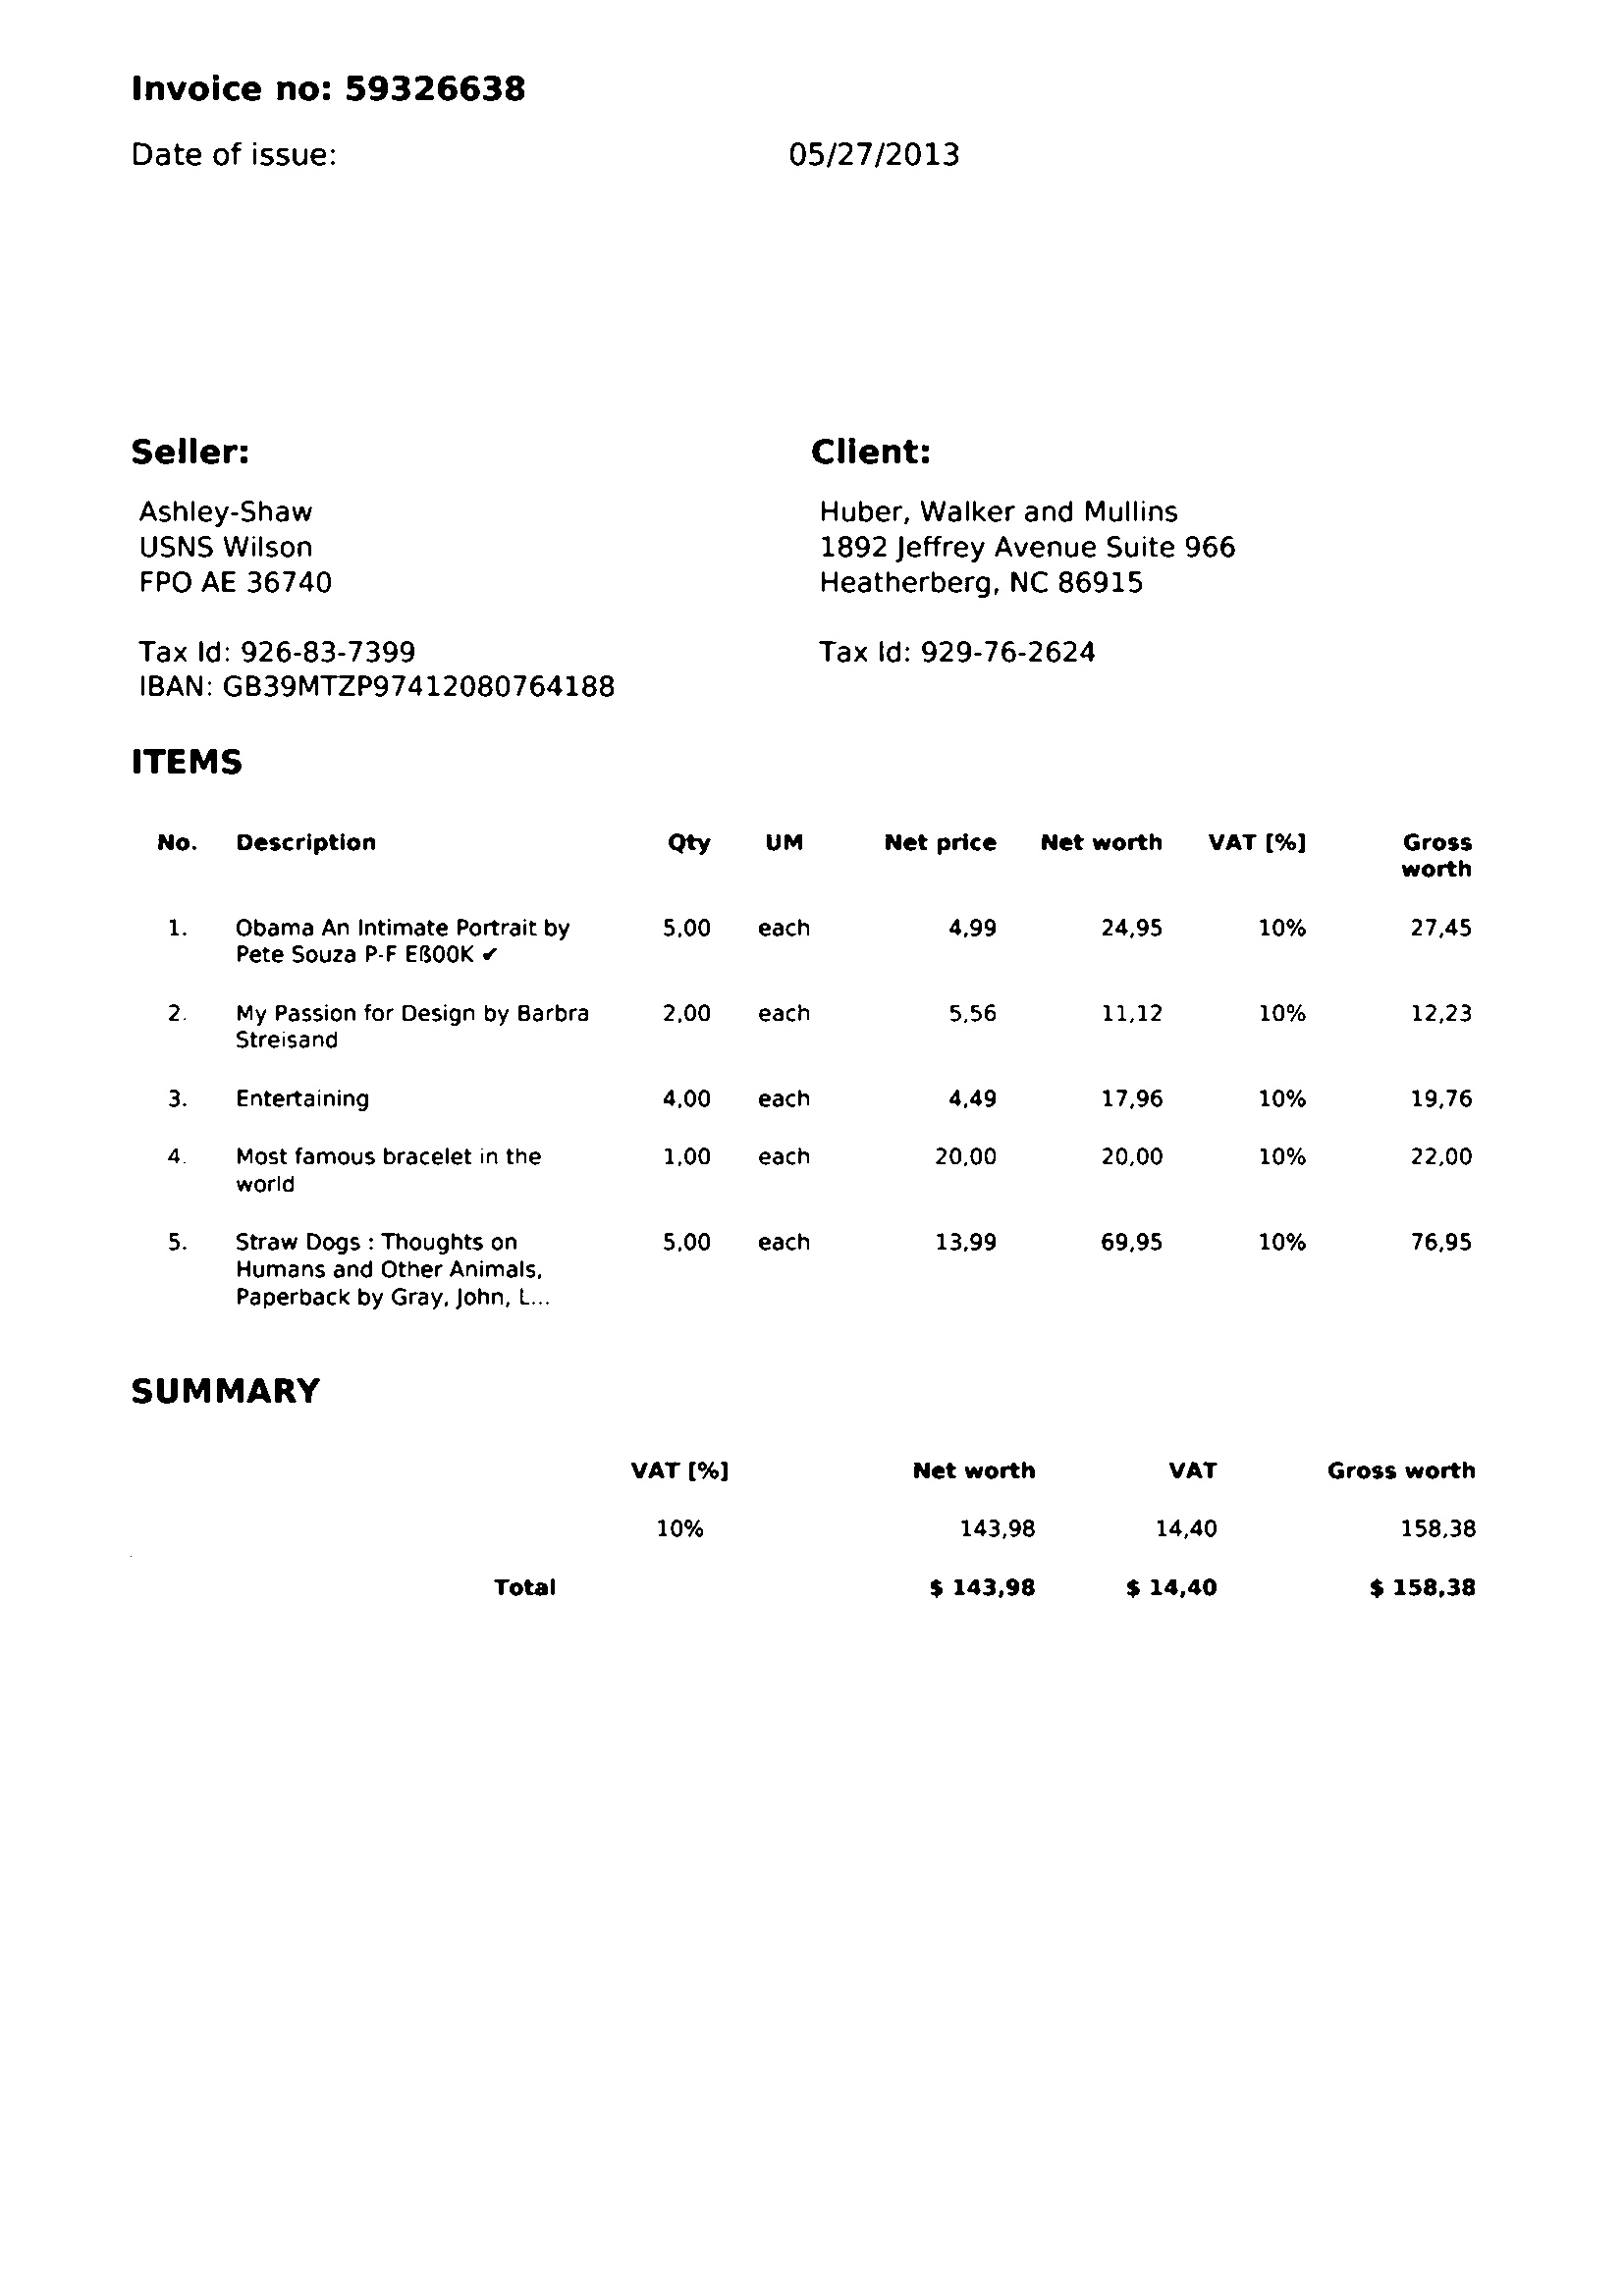 Invoice no: 59326638
Date of issue: 05/27/2013
Seller: Client:
Ashley-Shaw Huber, Walker and Mullins
USNS Wilson 1892 Jeffrey Avenue Suite 966
FPO AE 36740 Heatherberg, NC 86915
Tax Id: 926-83-7399 Tax Id: 929-76-2624
IBAN: GB39MTZP97412080764188
ITEMS
No. Description Qty UM Net price Net worth VAT [%] Gross
worth
1. Obama An Intimate Portrait by 5,00 each 4,99 24,95 10% 27,45
Pete Souza P-F Eß00K ✔
2. My Passion for Design by Barbra 2,00 each 5,56 11,12 10% 12,23
Streisand
3. Entertaining 4,00 each 4,49 17,96 10% 19,76
4. Most famous bracelet in the 1,00 each 20,00 20,00 10% 22,00
world
5. Straw Dogs : Thoughts on 5,00 each 13,99 69,95 10% 76,95
Humans and Other Animals,
Paperback by Gray, John, L...
SUMMARY
VAT [%] Net worth VAT Gross worth
10% 143,98 14,40 158,38
Total $ 143,98 $ 14,40 $ 158,38